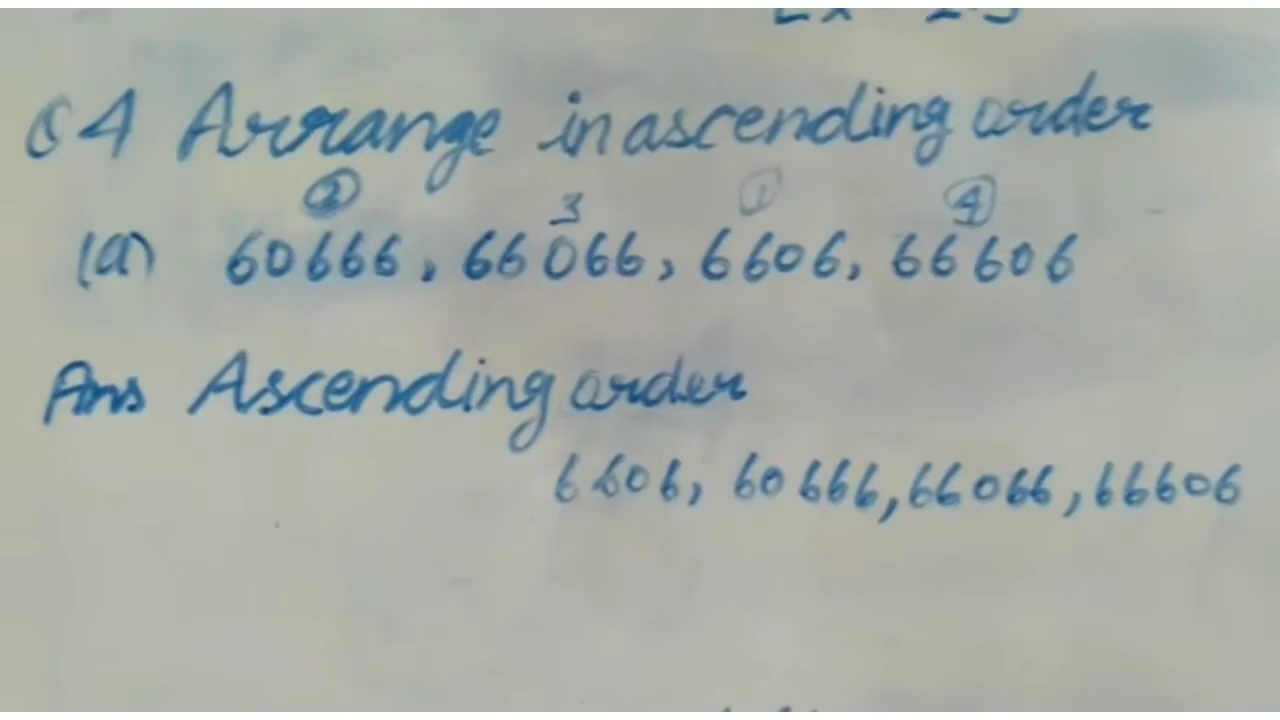 Q4 Arrange in ascending order
② 3 ① ④
(a) 60666, 66066, 6606, 66606
Ans Ascending order
6606, 60666, 66066, 66606